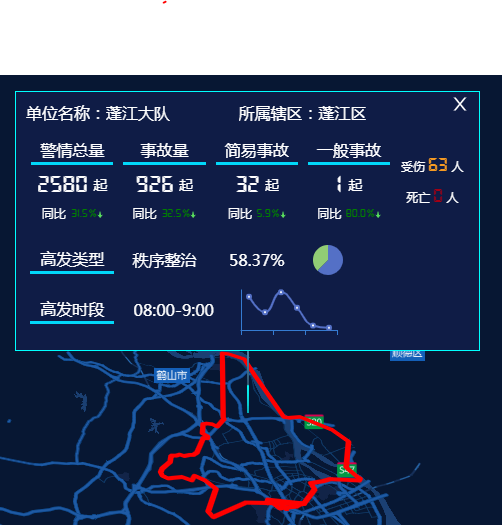 单位名称：蓬江大队 所属辖区：蓬江区 X
警情总量 事故量 简易事故 一般事故
2580 起 926 起 32 起 1 起 受伤 63 人
同比 31.5%↓ 同比 32.5%↓ 同比 5.9%↓ 同比 80.0%↓ 死亡 0 人
高发类型 秩序整治 58.37%
高发时段 08:00-9:00
顺德区
鹤山市
S20
S47